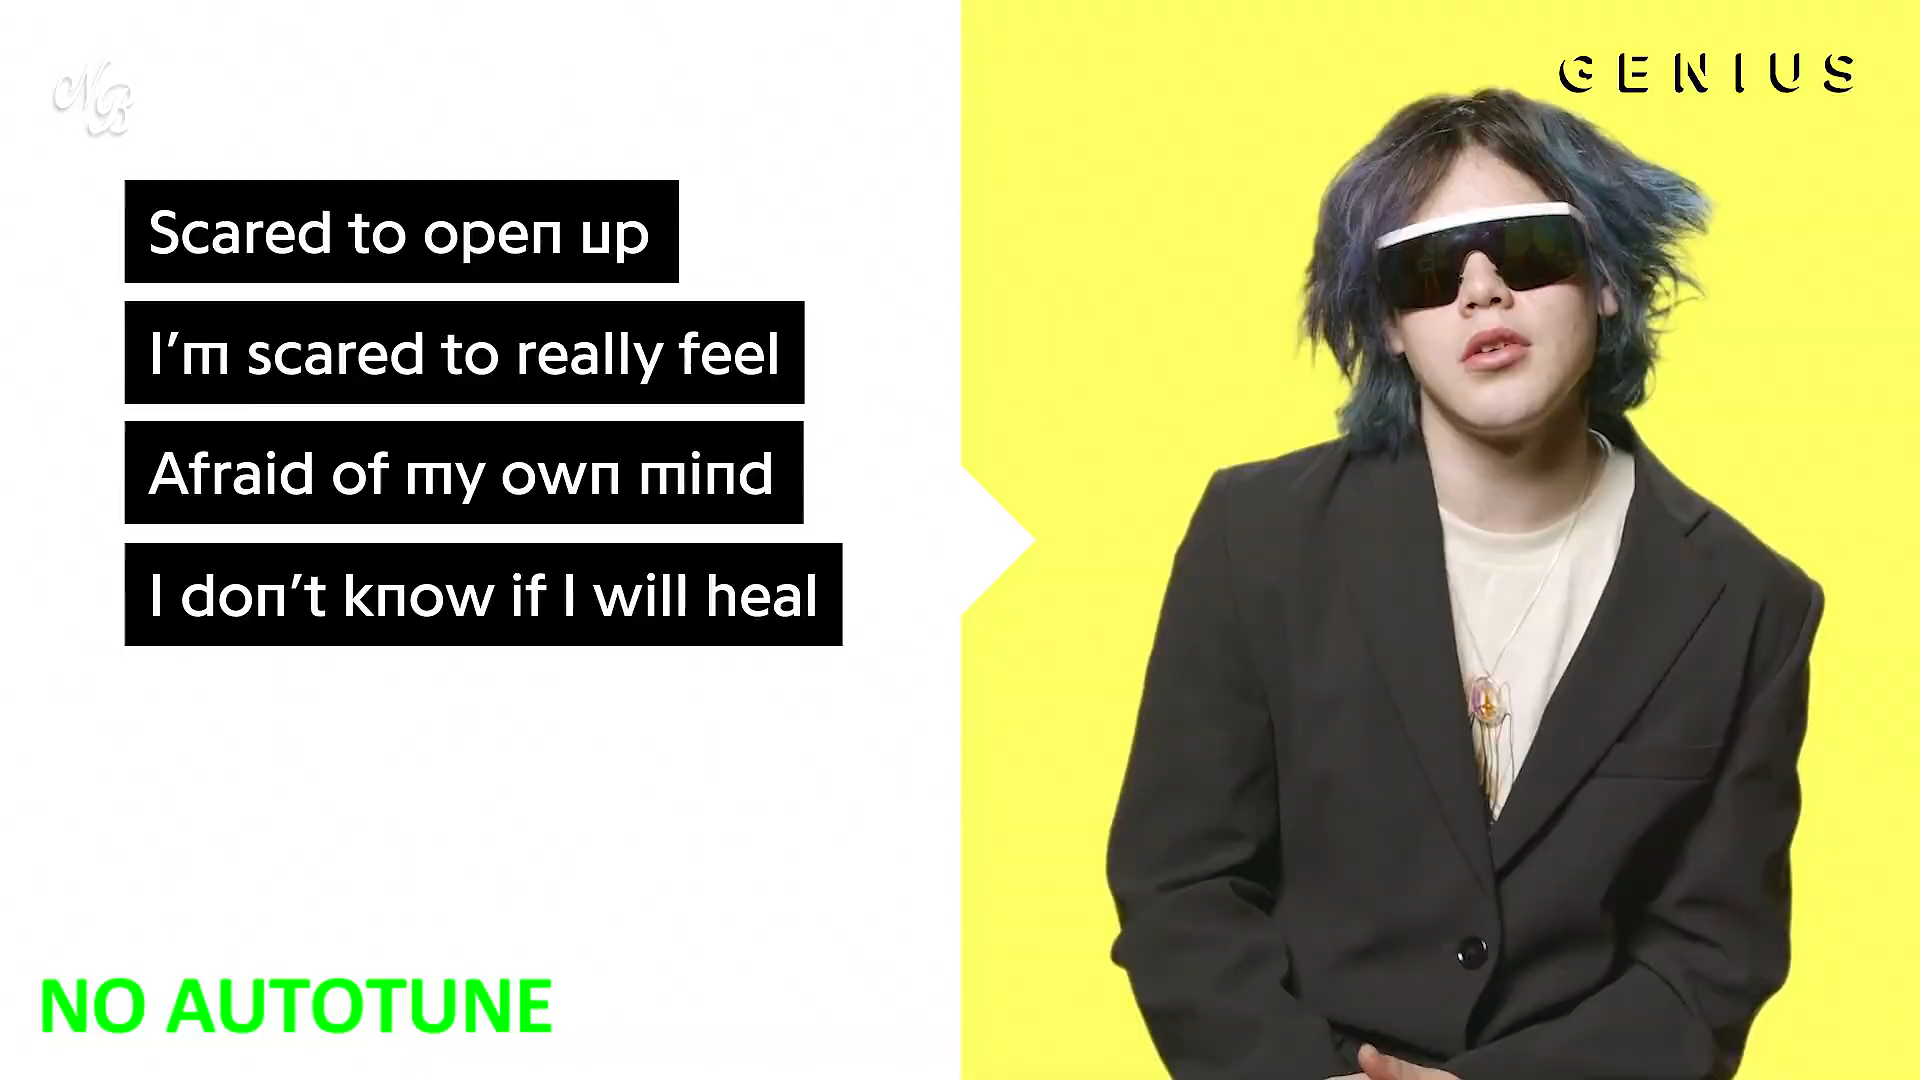 NB
GENIUS
Scared to open up
I’m scared to really feel
Afraid of my own mind
I don’t know if I will heal
NO AUTOTUNE